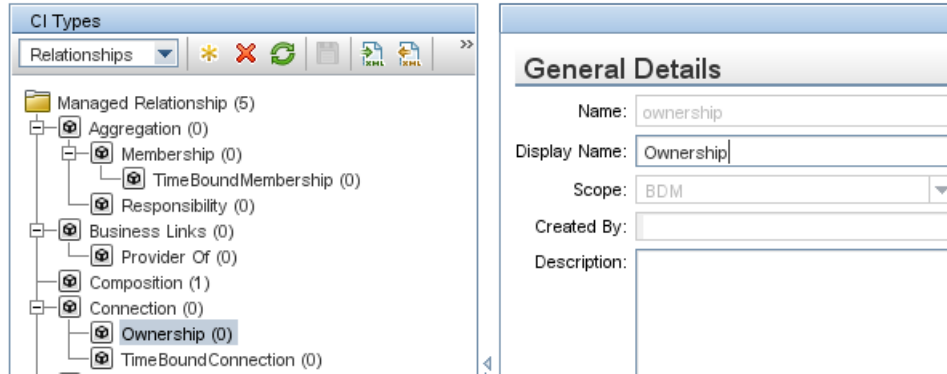 CI Types
Relationships
XML XML
»
Managed Relationship (5)
Aggregation (0)
Membership (0)
TimeBoundMembership (0)
Responsibility (0)
Business Links (0)
Provider Of (0)
Composition (1)
Connection (0)
Ownership (0)
TimeBoundConnection (0)
General Details
Name: ownership
Display Name: Ownership
Scope: BDM
Created By:
Description: